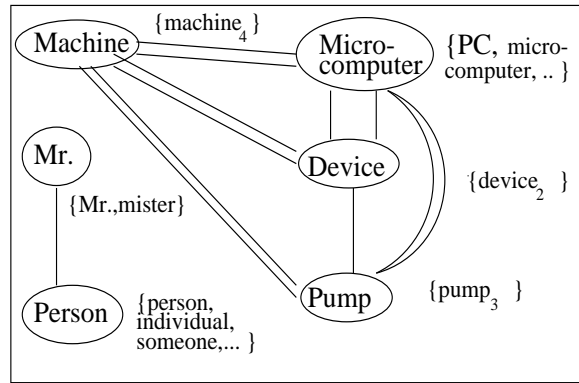 {machine4}
Machine
Micro-
computer
{PC, micro-
computer, .. }
Mr.
Device
{Mr.,mister}
{device2 }
Person
{person,
individual,
someone,... }
Pump
{pump3 }